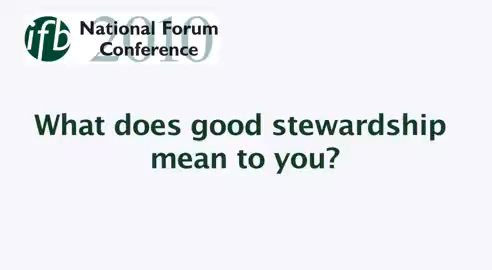 ifb
2010
National Forum
Conference
What does good stewardship
mean to you?